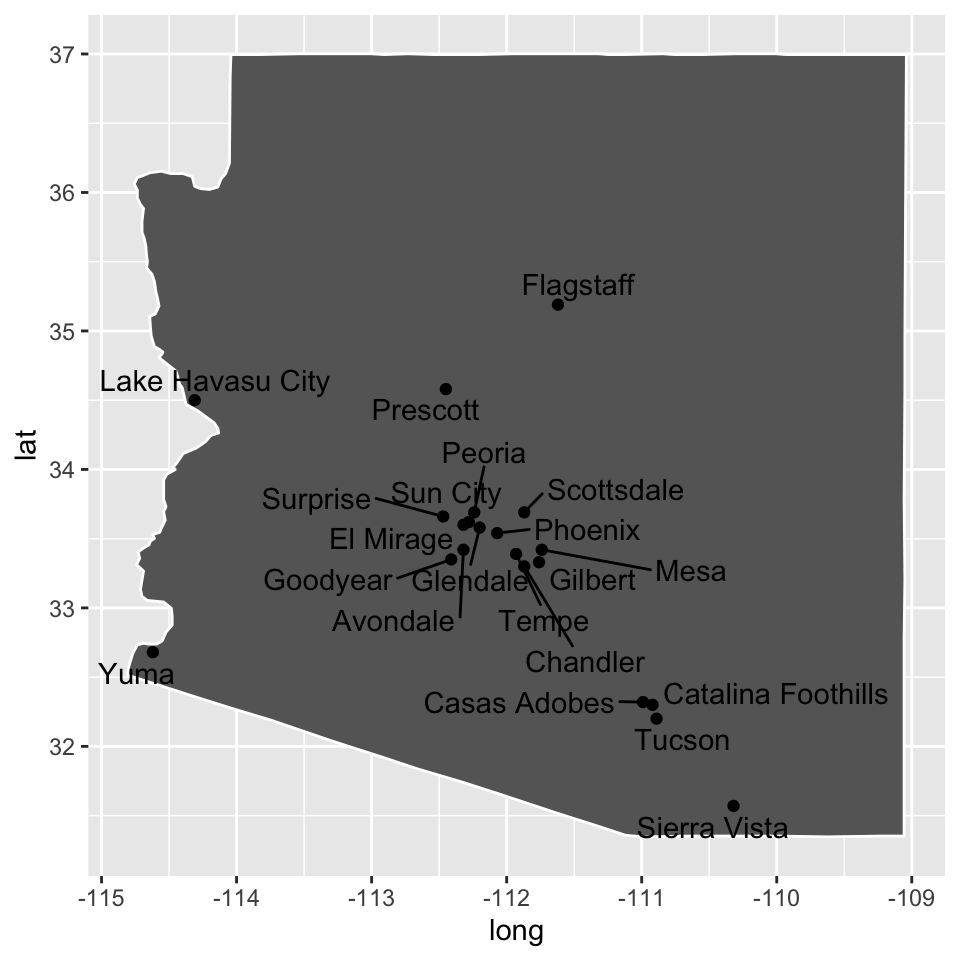 37
36
Flagstaff
35
Lake Havasu City
Prescott
Peoria
34
lat
Surprise
Sun City
Scottsdale
El Mirage
Phoenix
Goodyear
Glendale
Gilbert
Mesa
33
Avondale
Tempe
Chandler
Yuma
Casas Adobes
Catalina Foothills
32
Tucson
Sierra Vista
-115 -114 -113 -112 -111 -110 -109
long